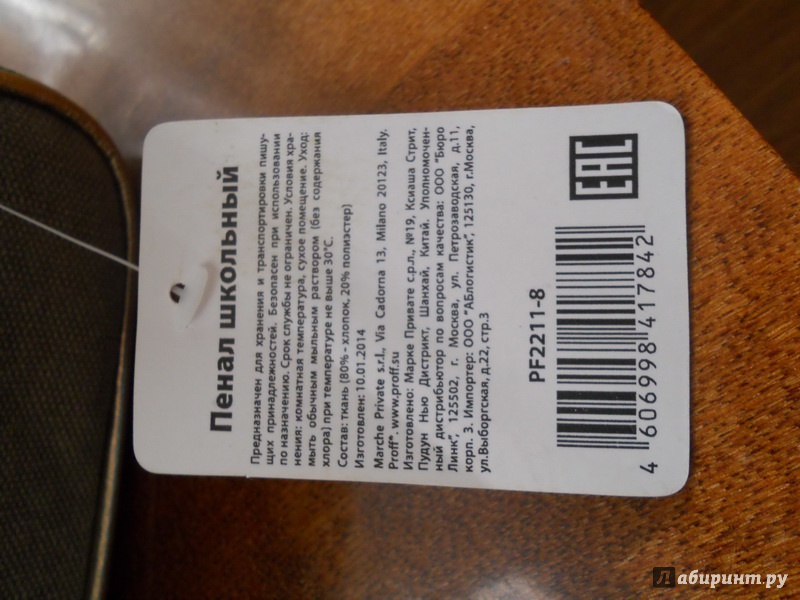 Пенал школьный
Предназначен для хранения и транспортировки пишу-
щих принадлежностей. Безопасен при использовании
по назначению. Срок службы не ограничен. Условия хра-
нения: комнатная температура, сухое помещение. Уход:
мыть обычным мыльным раствором (без содержания
хлора) при температуре не выше 30°С.
Состав: ткань (80% - хлопок, 20% полиэстер)
Изготовлен: 10.01.2014
Marche Private s.r.l., Via Cadorna 13, Milano 20123, Italy.
Proff®. www.proff.su
Изготовлено: Марке Привате с.р.л., №19, Ксиаша Стрит,
Пудун Нью Дистрикт, Шанхай, Китай. Уполномочен-
ный дистрибьютор по вопросам качества: ООО "Бюро
Линк", 125502, г. Москва, ул. Петрозаводская, д.11,
корп. 3. Импортер: ООО "АБлогистик", 125130, г.Москва,
ул.Выборгская, д.22, стр.3
PF2211-8
4 606998 417842
EAC
Лабиринт.ру